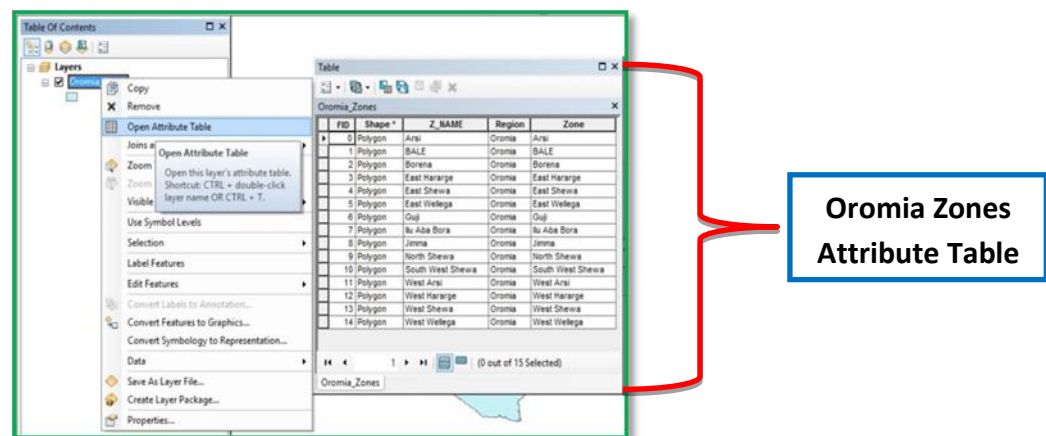 Table Of Contents
Layers
Oromia
Copy
Remove
Open Attribute Table
Joins a
Open Attribute Table
Open this layer's attribute table.
Shortcut: CTRL + double-click
layer name OR CTRL + T.
Zoom
Zoom
Visible
Use Symbol Levels
Selection
Label Features
Edit Features
Convert Labels to Annotation...
Convert Features to Graphics...
Convert Symbology to Representation...
Data
Save As Layer File...
Create Layer Package...
Properties...
Table
Oromia_Zones
FID Shape * Z_NAME Region Zone
0 Polygon Arsi Oromia Arsi
1 Polygon BALE Oromia BALE
2 Polygon Borena Oromia Borena
3 Polygon East Hararge Oromia East Hararge
4 Polygon East Shewa Oromia East Shewa
5 Polygon East Wellega Oromia East Wellega
6 Polygon Guji Oromia Guji
7 Polygon Ilu Aba Bora Oromia Ilu Aba Bora
8 Polygon Jimma Oromia Jimma
9 Polygon North Shewa Oromia North Shewa
10 Polygon South West Shewa Oromia South West Shewa
11 Polygon West Arsi Oromia West Arsi
12 Polygon West Hararge Oromia West Hararge
13 Polygon West Shewa Oromia West Shewa
14 Polygon West Wellega Oromia West Wellega
1 (0 out of 15 Selected)
Oromia_Zones
Oromia Zones
Attribute Table